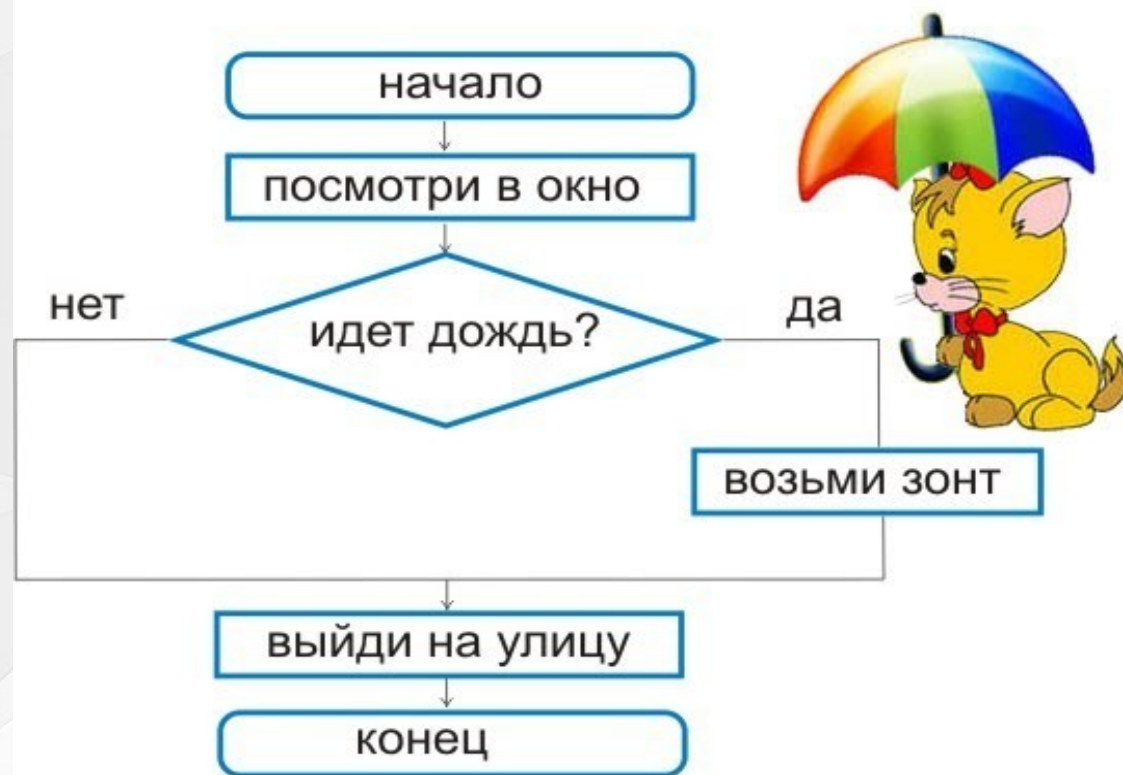 начало
посмотри в окно
нет
идет дождь?
да
возьми зонт
выйди на улицу
конец